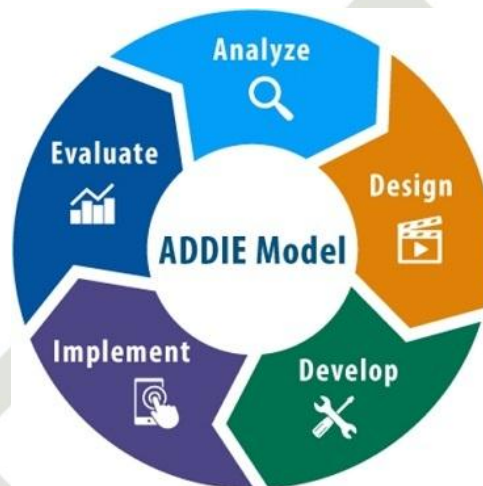 Analyze
Design
Develop
Implement
Evaluate
ADDIE Model